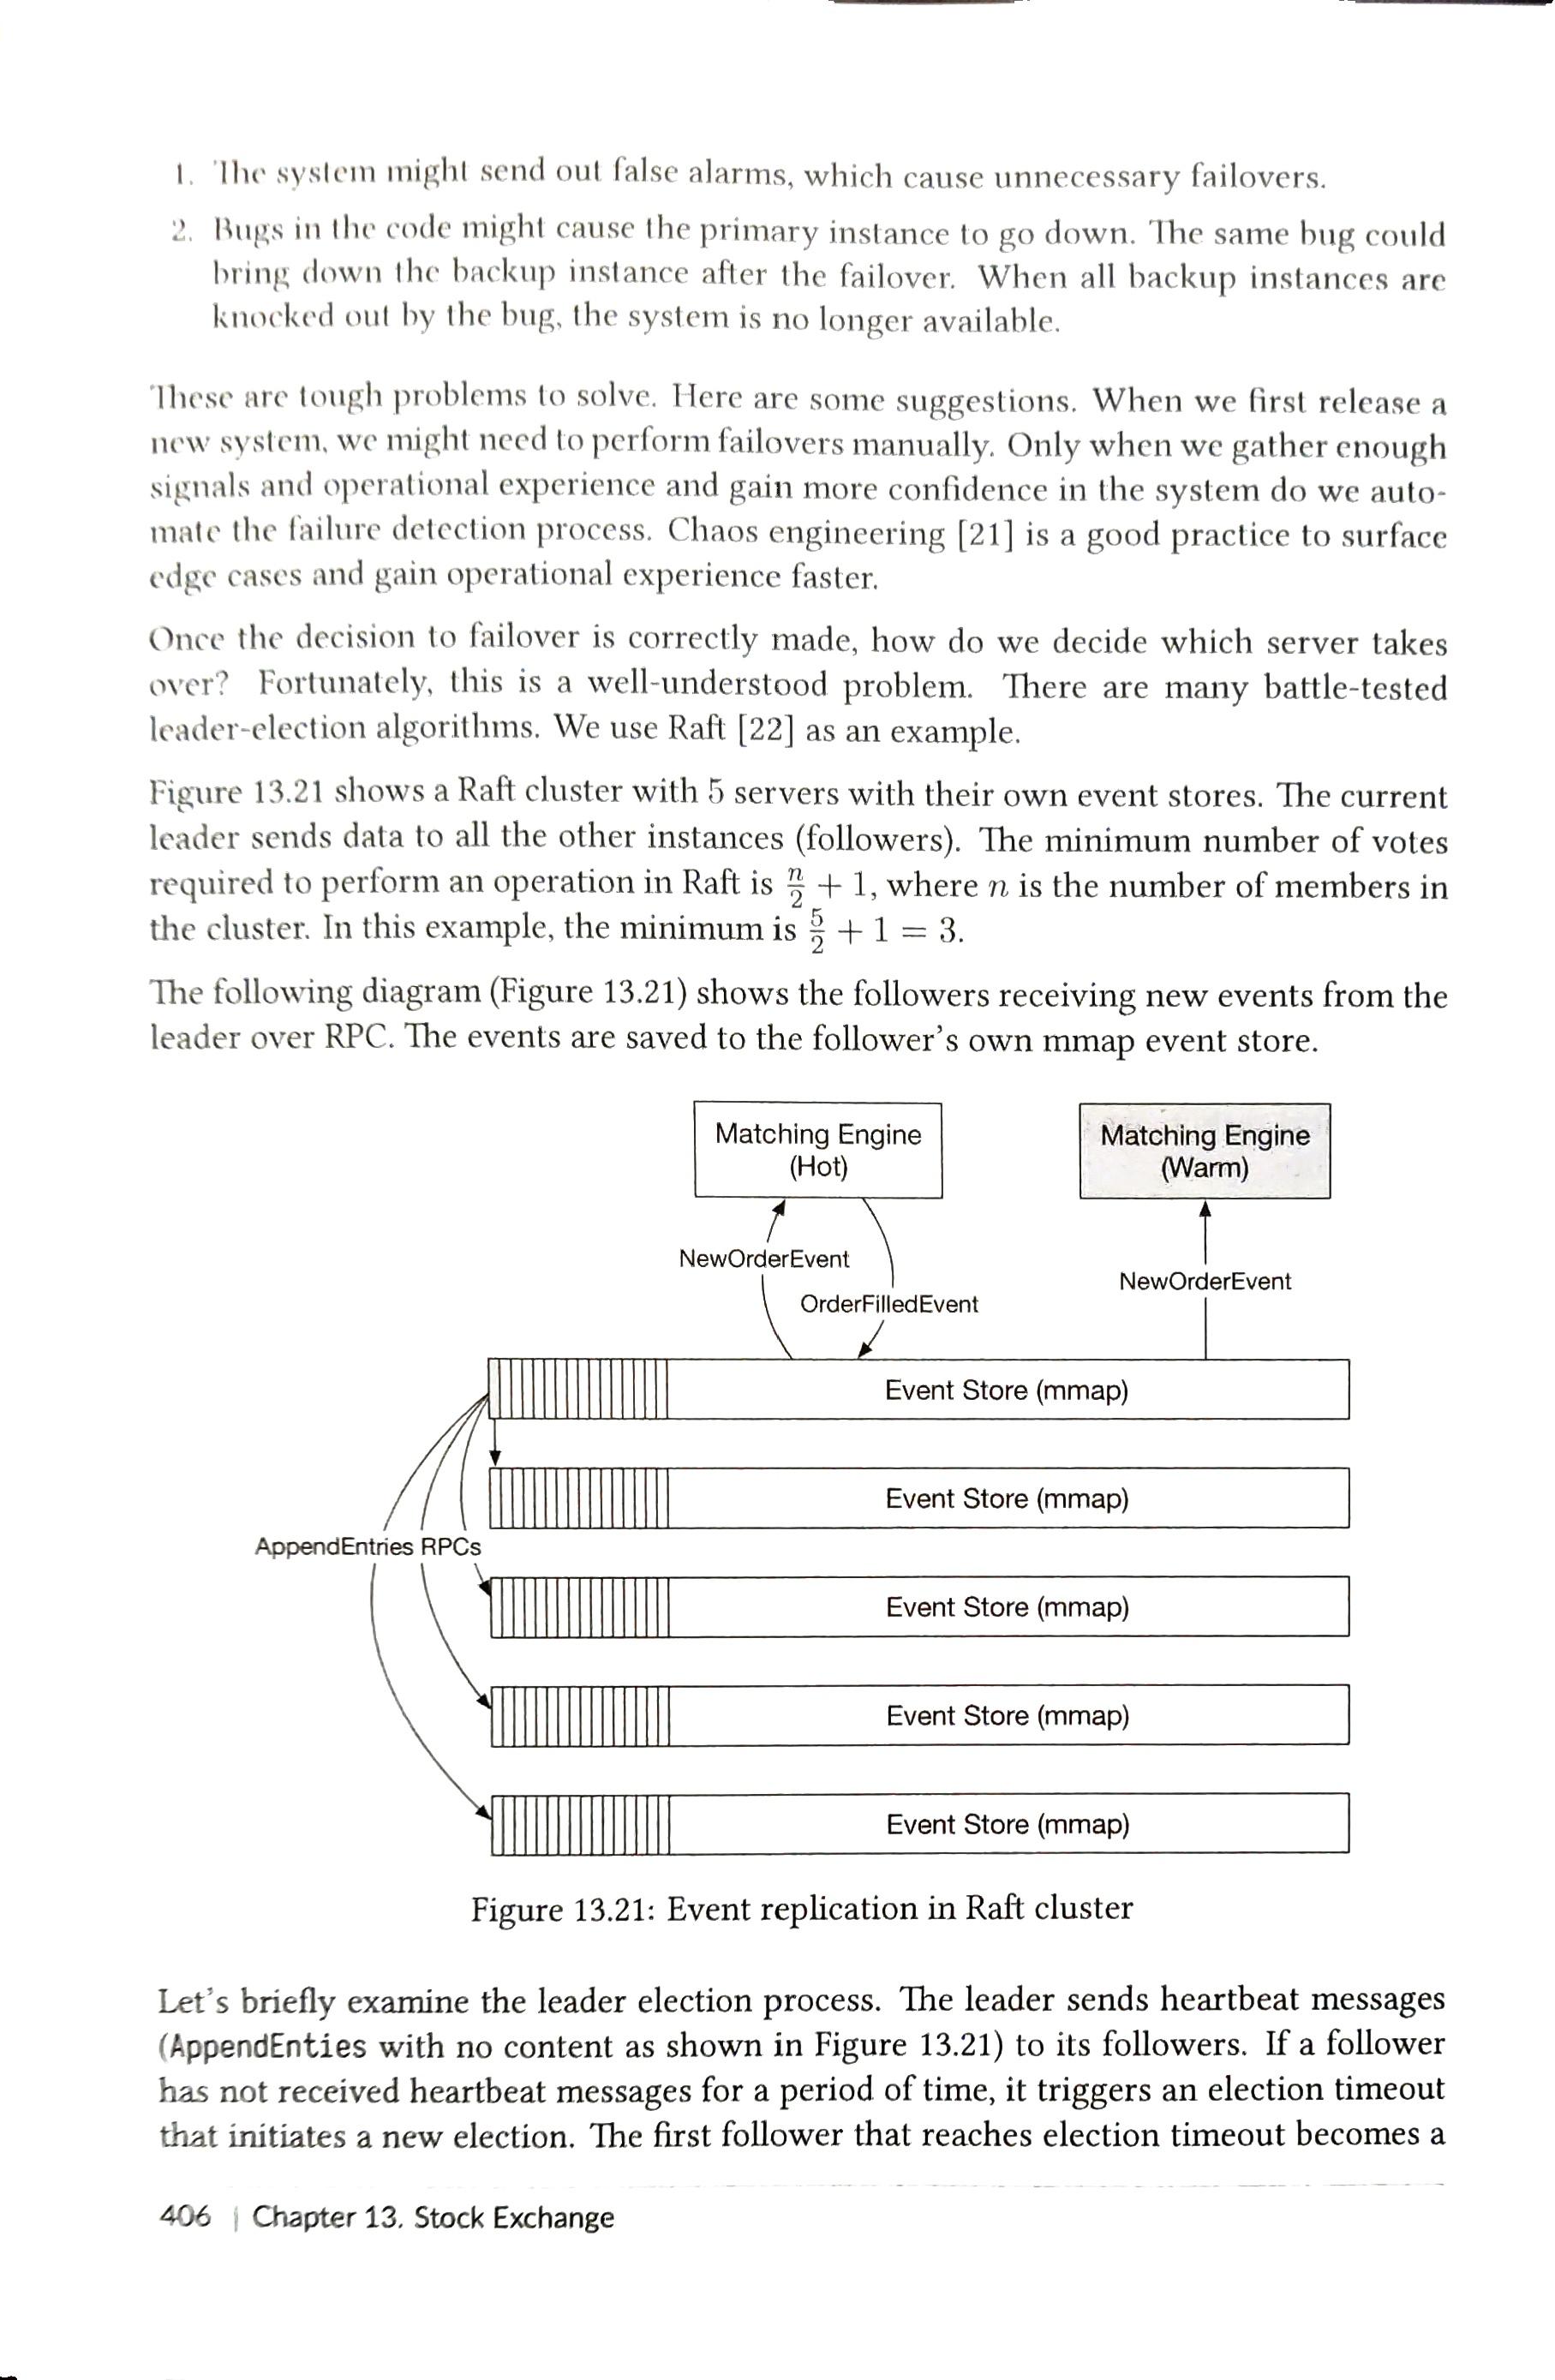 1. The system might send out false alarms, which cause unnecessary failovers.
2. Bugs in the code might cause the primary instance to go down. The same bug could
bring down the backup instance after the failover. When all backup instances are
knocked out by the bug, the system is no longer available.
These are tough problems to solve. Here are some suggestions. When we first release a
new system, we might need to perform failovers manually. Only when we gather enough
signals and operational experience and gain more confidence in the system do we auto-
mate the failure detection process. Chaos engineering [21] is a good practice to surface
edge cases and gain operational experience faster.
Once the decision to failover is correctly made, how do we decide which server takes
over? Fortunately, this is a well-understood problem. There are many battle-tested
leader-election algorithms. We use Raft [22] as an example.
Figure 13.21 shows a Raft cluster with 5 servers with their own event stores. The current
leader sends data to all the other instances (followers). The minimum number of votes
required to perform an operation in Raft is n/2 + 1, where n is the number of members in
the cluster. In this example, the minimum is 5/2 + 1 = 3.
The following diagram (Figure 13.21) shows the followers receiving new events from the
leader over RPC. The events are saved to the follower's own mmap event store.
Matching Engine
(Hot)
Matching Engine
(Warm)
NewOrderEvent
OrderFilledEvent
NewOrderEvent
Event Store (mmap)
Event Store (mmap)
AppendEntries RPCs
Event Store (mmap)
Event Store (mmap)
Event Store (mmap)
Figure 13.21: Event replication in Raft cluster
Let's briefly examine the leader election process. The leader sends heartbeat messages
(AppendEnties with no content as shown in Figure 13.21) to its followers. If a follower
has not received heartbeat messages for a period of time, it triggers an election timeout
that initiates a new election. The first follower that reaches election timeout becomes a
406 | Chapter 13. Stock Exchange